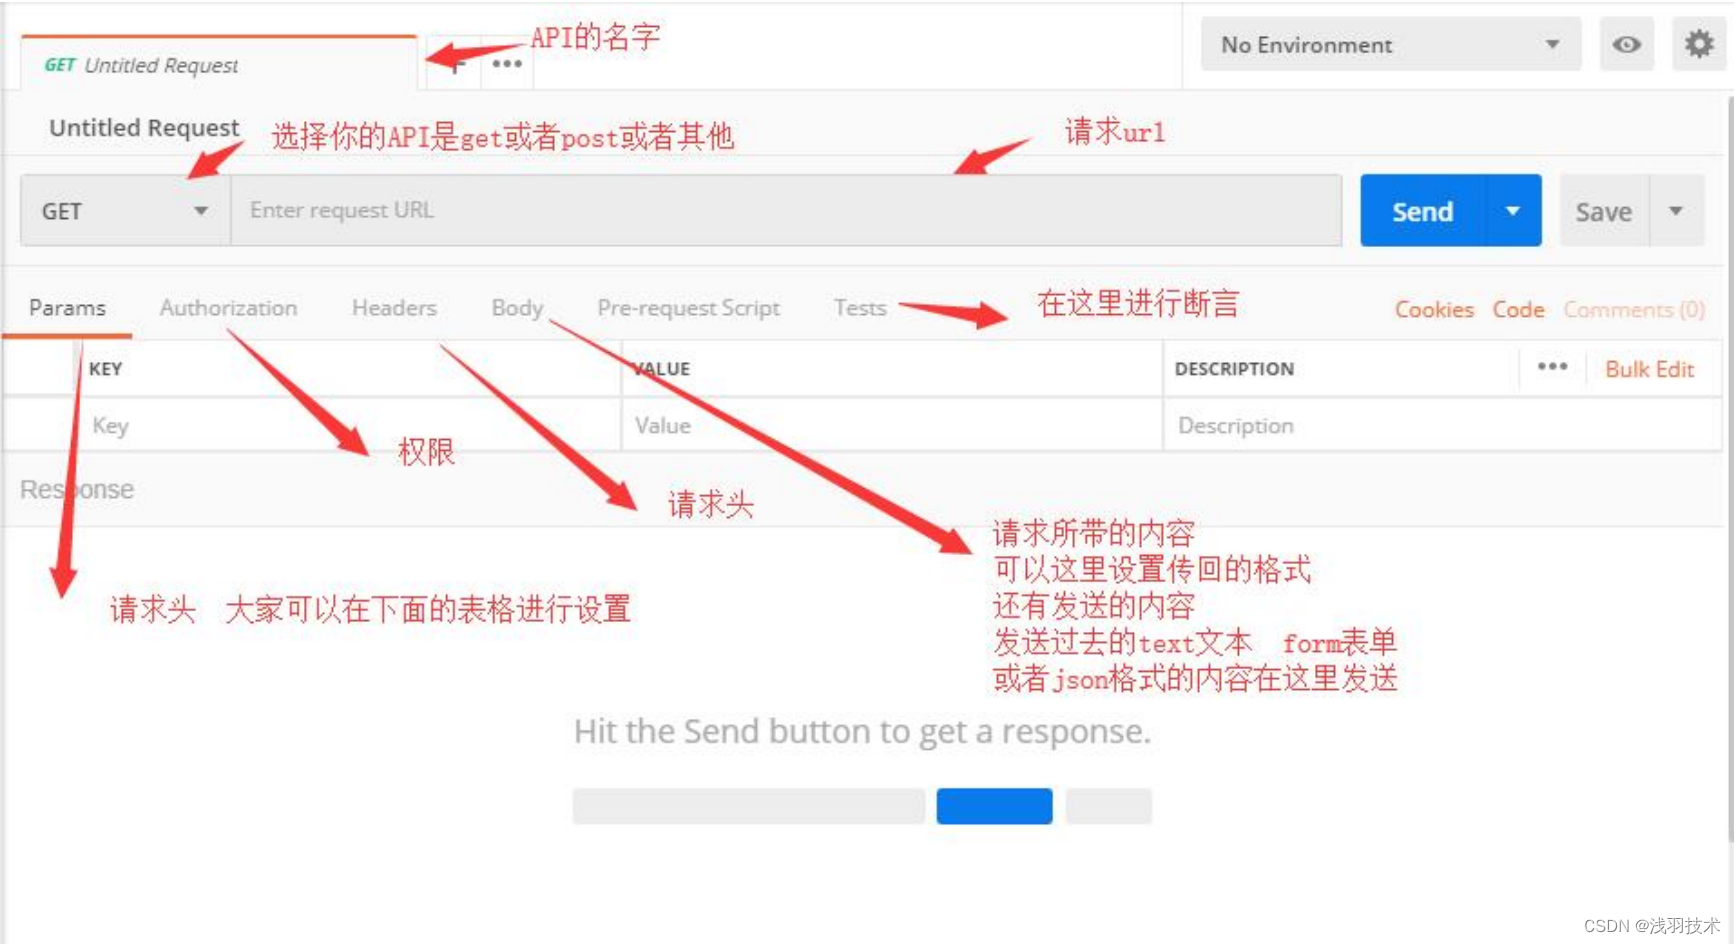 API的名字
No Environment
GET Untitled Request
Untitled Request
选择你的API是get或者post或者其他
请求url
GET
Enter request URL
Send
Save
Params
Authorization
Headers
Body
Pre-request Script
Tests
在这里进行断言
Cookies
Code
Comments (0)
KEY
VALUE
DESCRIPTION
Bulk Edit
Key
Value
Description
权限
Response
请求头
请求所带的内容
可以这里设置传回的格式
还有发送的内容
发送过去的text文本 form表单
或者json格式的内容在这里发送
请求头 大家可以在下面的表格进行设置
Hit the Send button to get a response.
CSDN @浅羽技术